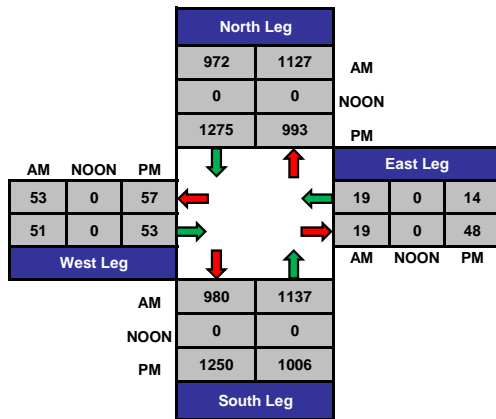 North Leg
972 1127 AM
0 0 NOON
1275 993 PM
AM NOON PM East Leg
53 0 57 19 0 14
51 0 53 19 0 48
West Leg AM NOON PM
AM 980 1137
NOON 0 0
PM 1250 1006
South Leg